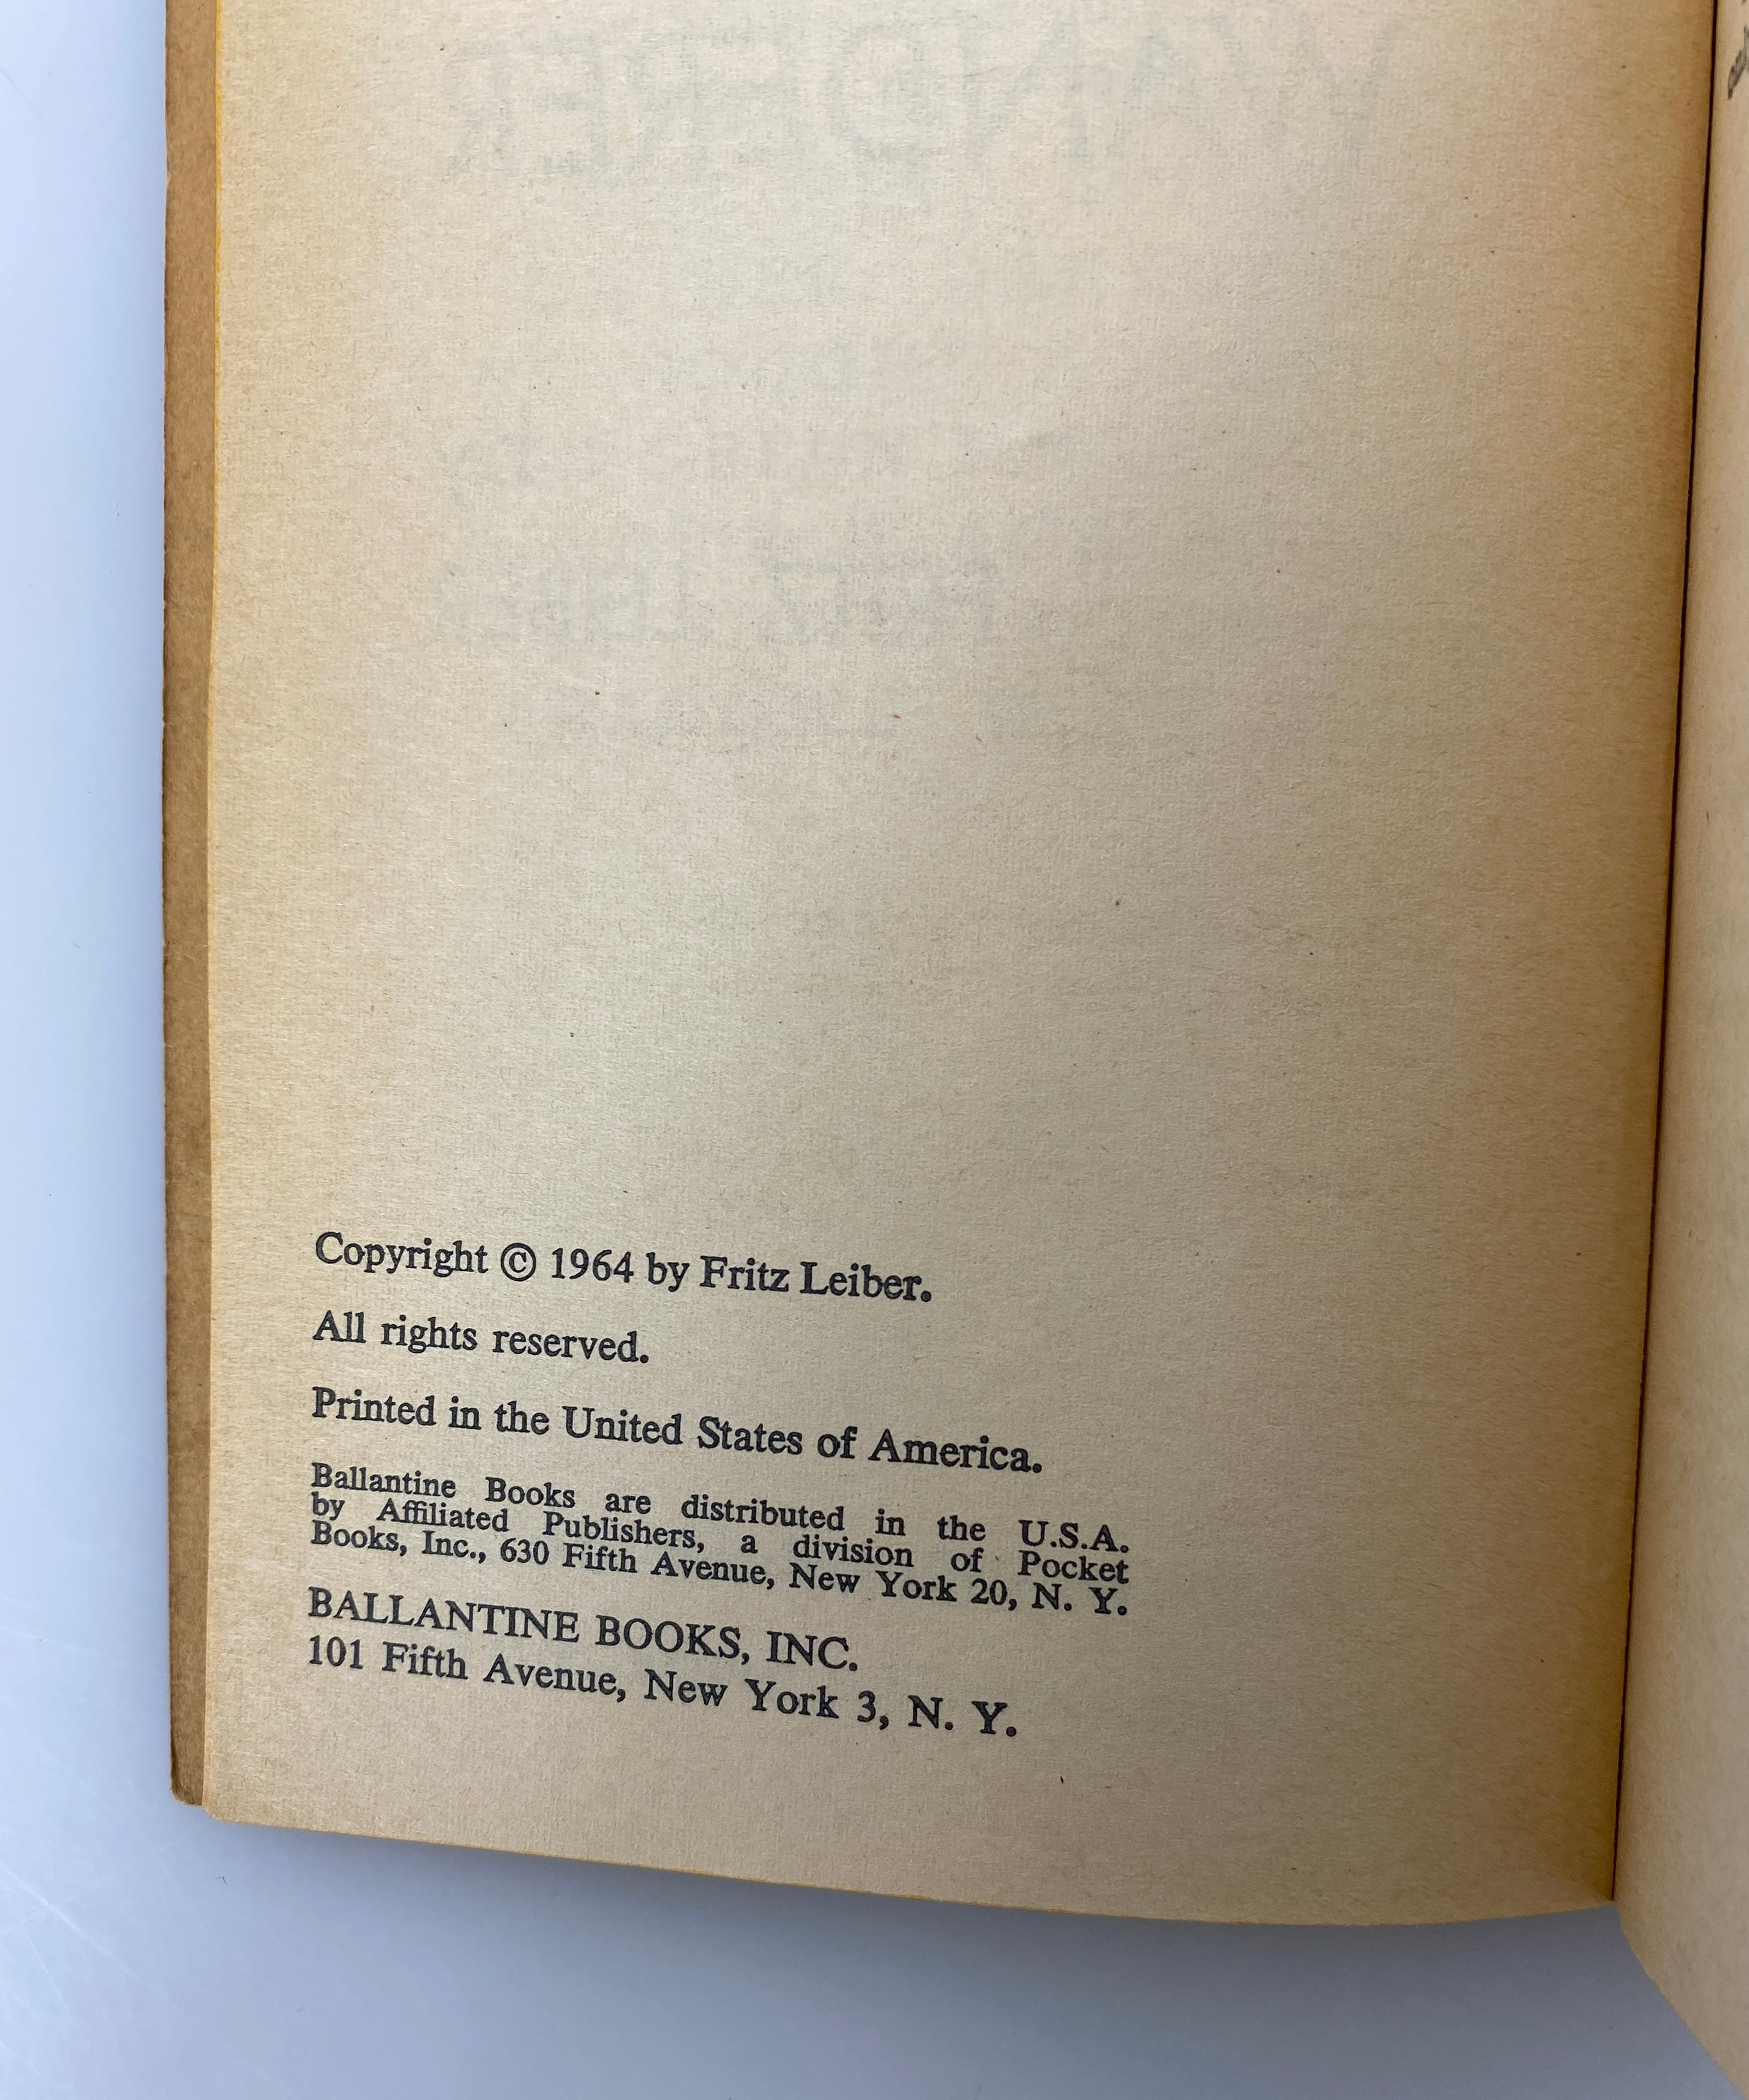 Copyright © 1964 by Fritz Leiber.
All rights reserved.
Printed in the United States of America.
Ballantine Books are distributed in the U.S.A.
by Affiliated Publishers, a division of Pocket
Books, Inc., 630 Fifth Avenue, New York 20, N. Y.
BALLANTINE BOOKS, INC.
101 Fifth Avenue, New York 3, N. Y.